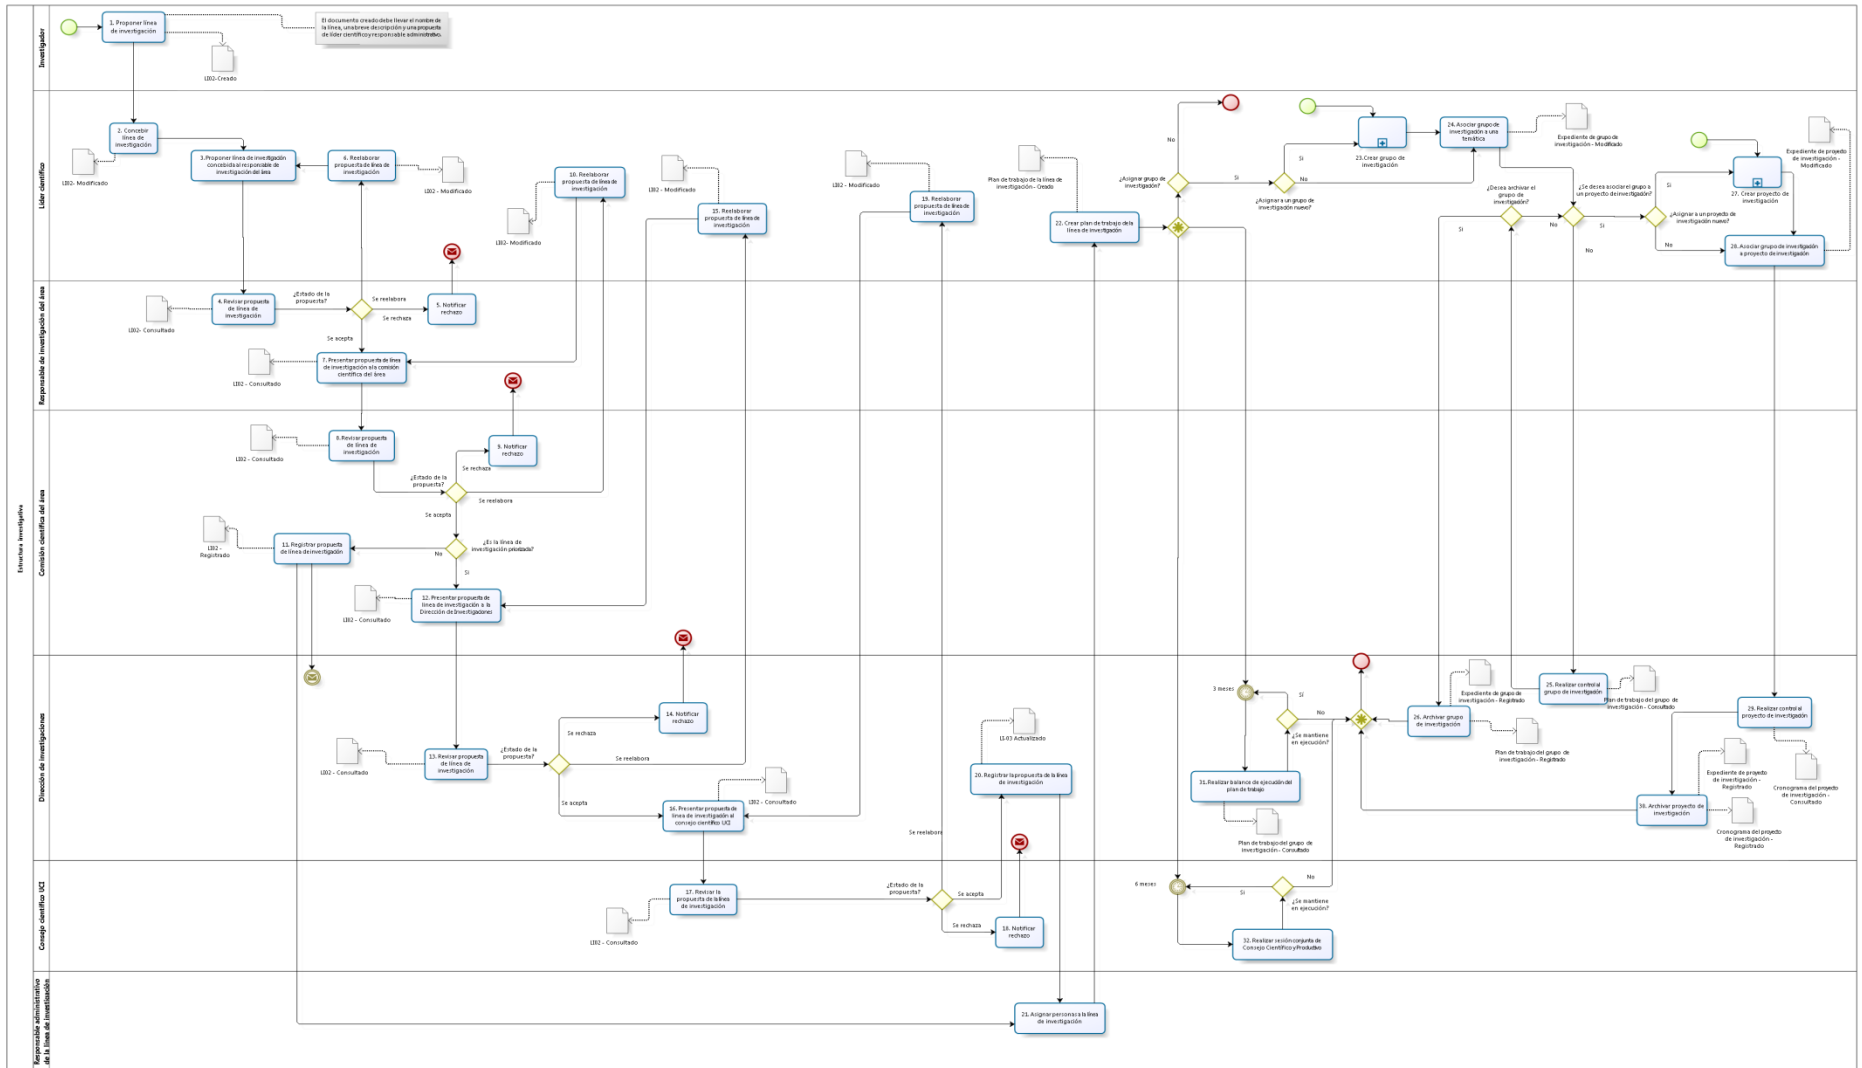 Estructura investigativa
Investigador
1. Proponer línea
de investigación
El documento creado debe llevar el nombre de
la línea, una breve descripción y una propuesta
de líder científico y responsable administrativo.
LI02-Creado
Líder científico
2. Concebir
línea de
investigación
LI02- Modificado
3.Proponer línea de investigación
concebida al responsable de
investigación del área
6. Reelaborar
propuesta de línea de
investigación
LI02 - Modificado
10. Reelaborar
propuesta de línea de
investigación
LI02- Modificado
15. Reelaborar
propuesta de línea de
investigación
LI02 - Modificado
19. Reelaborar
propuesta de línea de
investigación
LI02 - Modificado
Plan de trabajo de la línea de
investigación - Creado
22. Crear plan de trabajo de la
línea de investigación
¿Asignar grupo de
investigación?
No
Si
¿Asignar a un grupo de
investigación nuevo?
Si
No
23.Crear grupo de
investigación
24. Asociar grupo de
investigación a una
temática
Expediente de grupo de
investigación - Modificado
¿Desea archivar el
grupo de
investigación?
Si
No
¿Se desea asociar el grupo a
un proyecto de investigación?
Si
No
¿Asignar a un proyecto de
investigación nuevo?
Si
No
27. Crear proyecto de
investigación
28. Asociar grupo de investigación
a proyecto de investigación
Expediente de proyecto
de investigación -
Modificado
Responsable de investigación del área
4. Revisar propuesta
de línea de
investigación
LI02- Consultado
¿Estado de la
propuesta?
Se reelabora
Se rechaza
Se acepta
5. Notificar
rechazo
7. Presentar propuesta de línea
de investigación a la comisión
científica del área
LI02 - Consultado
Comisión científica del área
8.Revisar propuesta
de línea de
investigación
LI02 - Consultado
¿Estado de la
propuesta?
Se rechaza
Se reelabora
Se acepta
9. Notificar
rechazo
¿Es la línea de
investigación priorizada?
No
Si
11. Registrar propuesta
de línea de investigación
LI02 -
Registrado
12. Presentar propuesta de
línea de investigación a la
Dirección de Investigaciones
LI02 - Consultado
Dirección de investigaciones
13. Revisar propuesta
de línea de
investigación
LI02 - Consultado
¿Estado de la
propuesta?
Se rechaza
Se reelabora
Se acepta
14. Notificar
rechazo
16. Presentar propuesta de
línea de investigación al
consejo científico UCI
LI02 - Consultado
20. Registrar la propuesta de la línea
de investigación
LI-03 Actualizado
3 meses
Si
No
¿Se mantiene
en ejecución?
31.Realizar balance de ejecución del
plan de trabajo
Plan de trabajo del grupo de
investigación - Consultado
26. Archivar grupo
de investigación
Expediente de grupo de
investigación - Registrado
Plan de trabajo del grupo de
investigación - Registrado
25. Realizar control al
grupo de investigación
Plan de trabajo del grupo de
investigación - Consultado
29. Realizar control al
proyecto de investigación
Cronograma del proyecto
de investigación -
Consultado
30. Archivar proyecto de
investigación
Expediente de proyecto
de investigación -
Registrado
Cronograma del proyecto
de investigación -
Registrado
Consejo científico UCI
17. Revisar la
propuesta de la línea
de investigación
LI02 - Consultado
¿Estado de la
propuesta?
Se reelabora
Se acepta
Se rechaza
18. Notificar
rechazo
6 meses
Si
No
¿Se mantiene
en ejecución?
32. Realizar sesión conjunta de
Consejo Científico y Productivo
Responsable administrativo
de la línea de investigación
21. Asignar personas a la línea
de investigación